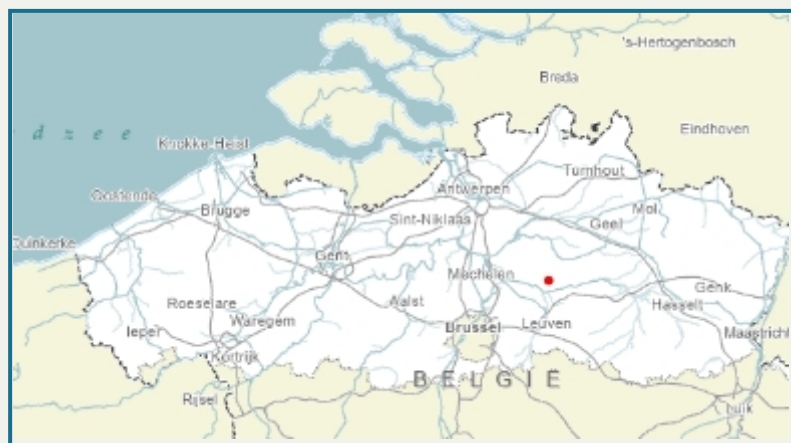 's-Hertogenbosch
Breda
Eindhoven
d z e e
Knokke-Heist
Turnhout
Oostende
Antwerpen
Mol
Brugge
Sint-Niklaas
Geel
Duinkerke
Gent
Mechelen
Genk
Roeselare
Aalst
Hasselt
Ieper
Waregem
Brussel
Leuven
Maastricht
Kortrijk
BELGIË
Rijsel
Luik